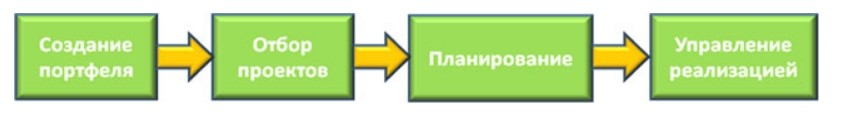 Создание
портфеля
Отбор
проектов
Планирование
Управление
реализацией